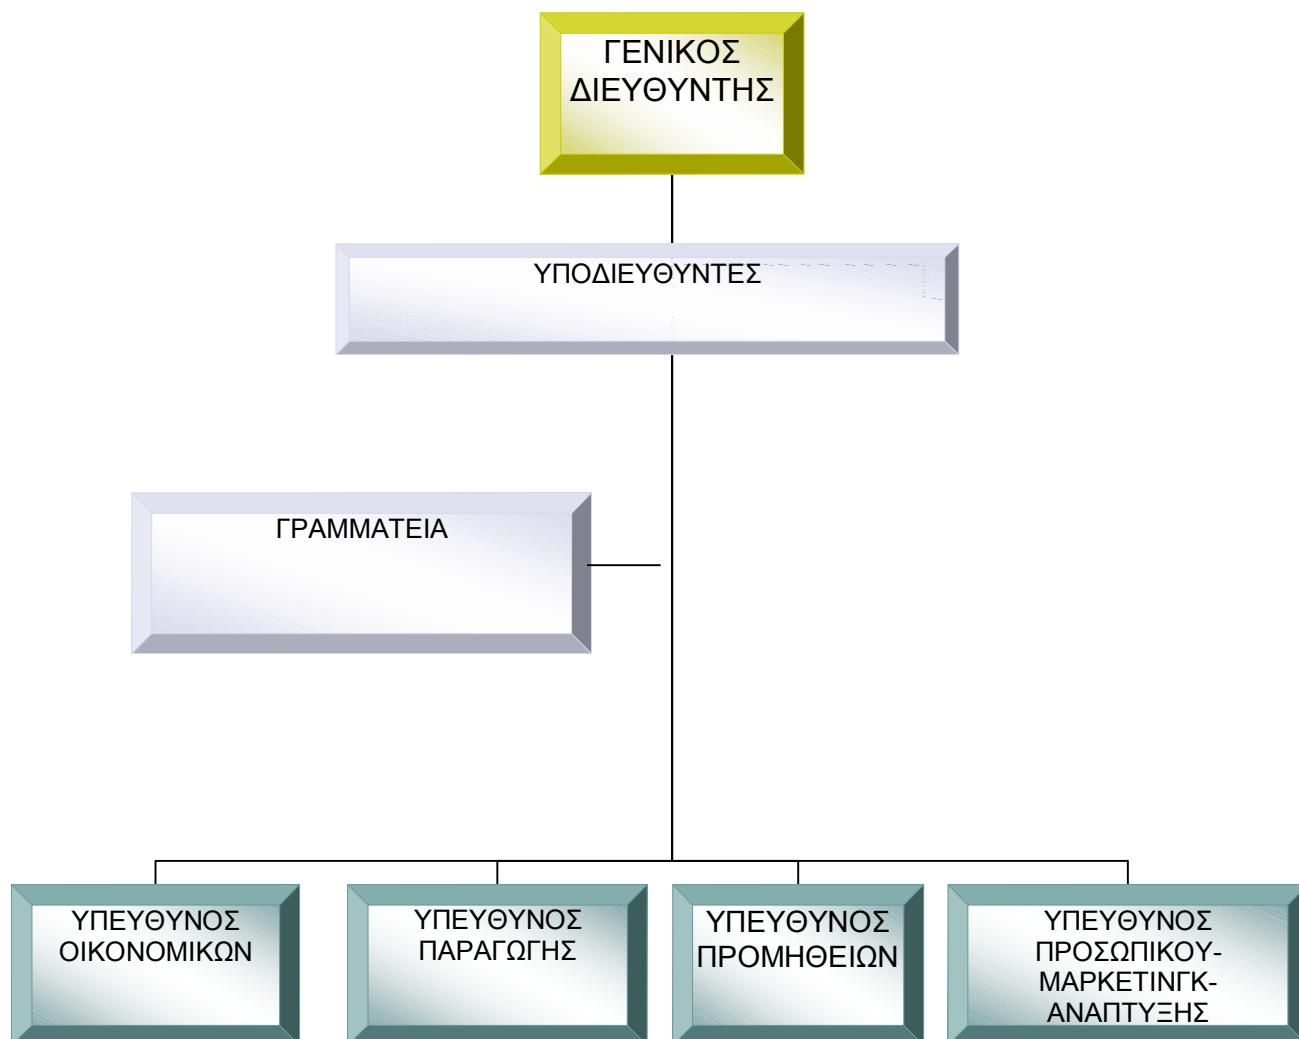 ΓΕΝΙΚΟΣ
ΔΙΕΥΘΥΝΤΗΣ
ΥΠΟΔΙΕΥΘΥΝΤΕΣ
ΓΡΑΜΜΑΤΕΙΑ
ΥΠΕΥΘΥΝΟΣ
ΟΙΚΟΝΟΜΙΚΩΝ
ΥΠΕΥΘΥΝΟΣ
ΠΑΡΑΓΩΓΗΣ
ΥΠΕΥΘΥΝΟΣ
ΠΡΟΜΗΘΕΙΩΝ
ΥΠΕΥΘΥΝΟΣ
ΠΡΟΣΩΠΙΚΟΥ-
ΜΑΡΚΕΤΙΝΓΚ-
ΑΝΑΠΤΥΞΗΣ